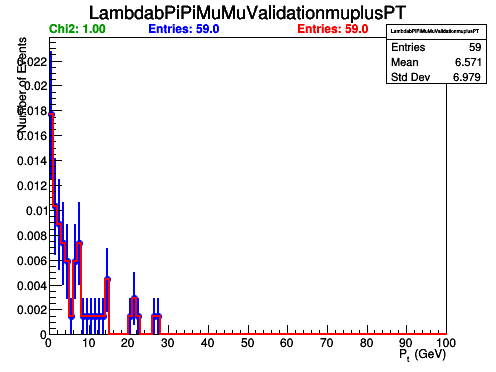 LambdabPiPiMuMuValidationmuplusPT
Chi2: 1.00 Entries: 59.0 Entries: 59.0
LambdabPiPiMuMuValidationmuplusPT
Entries 59
Mean 6.571
Std Dev 6.979
Number of Events
0.022
0.02
0.018
0.016
0.014
0.012
0.01
0.008
0.006
0.004
0.002
0
0 10 20 30 40 50 60 70 80 90 100
Pt (GeV)